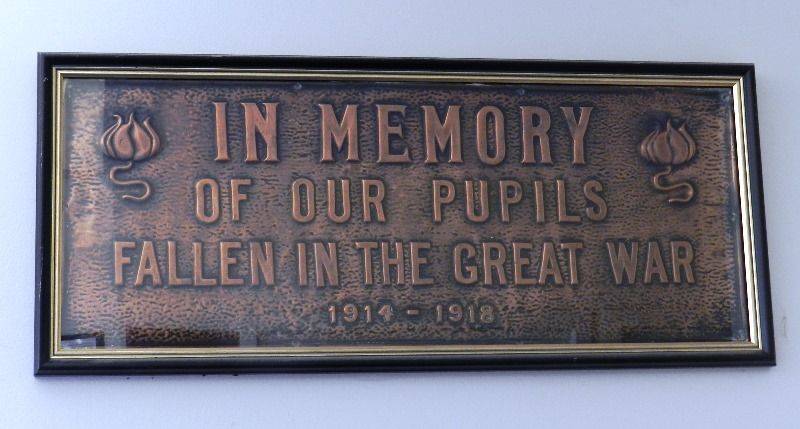 IN MEMORY
OF OUR PUPILS
FALLEN IN THE GREAT WAR
1914 - 1918